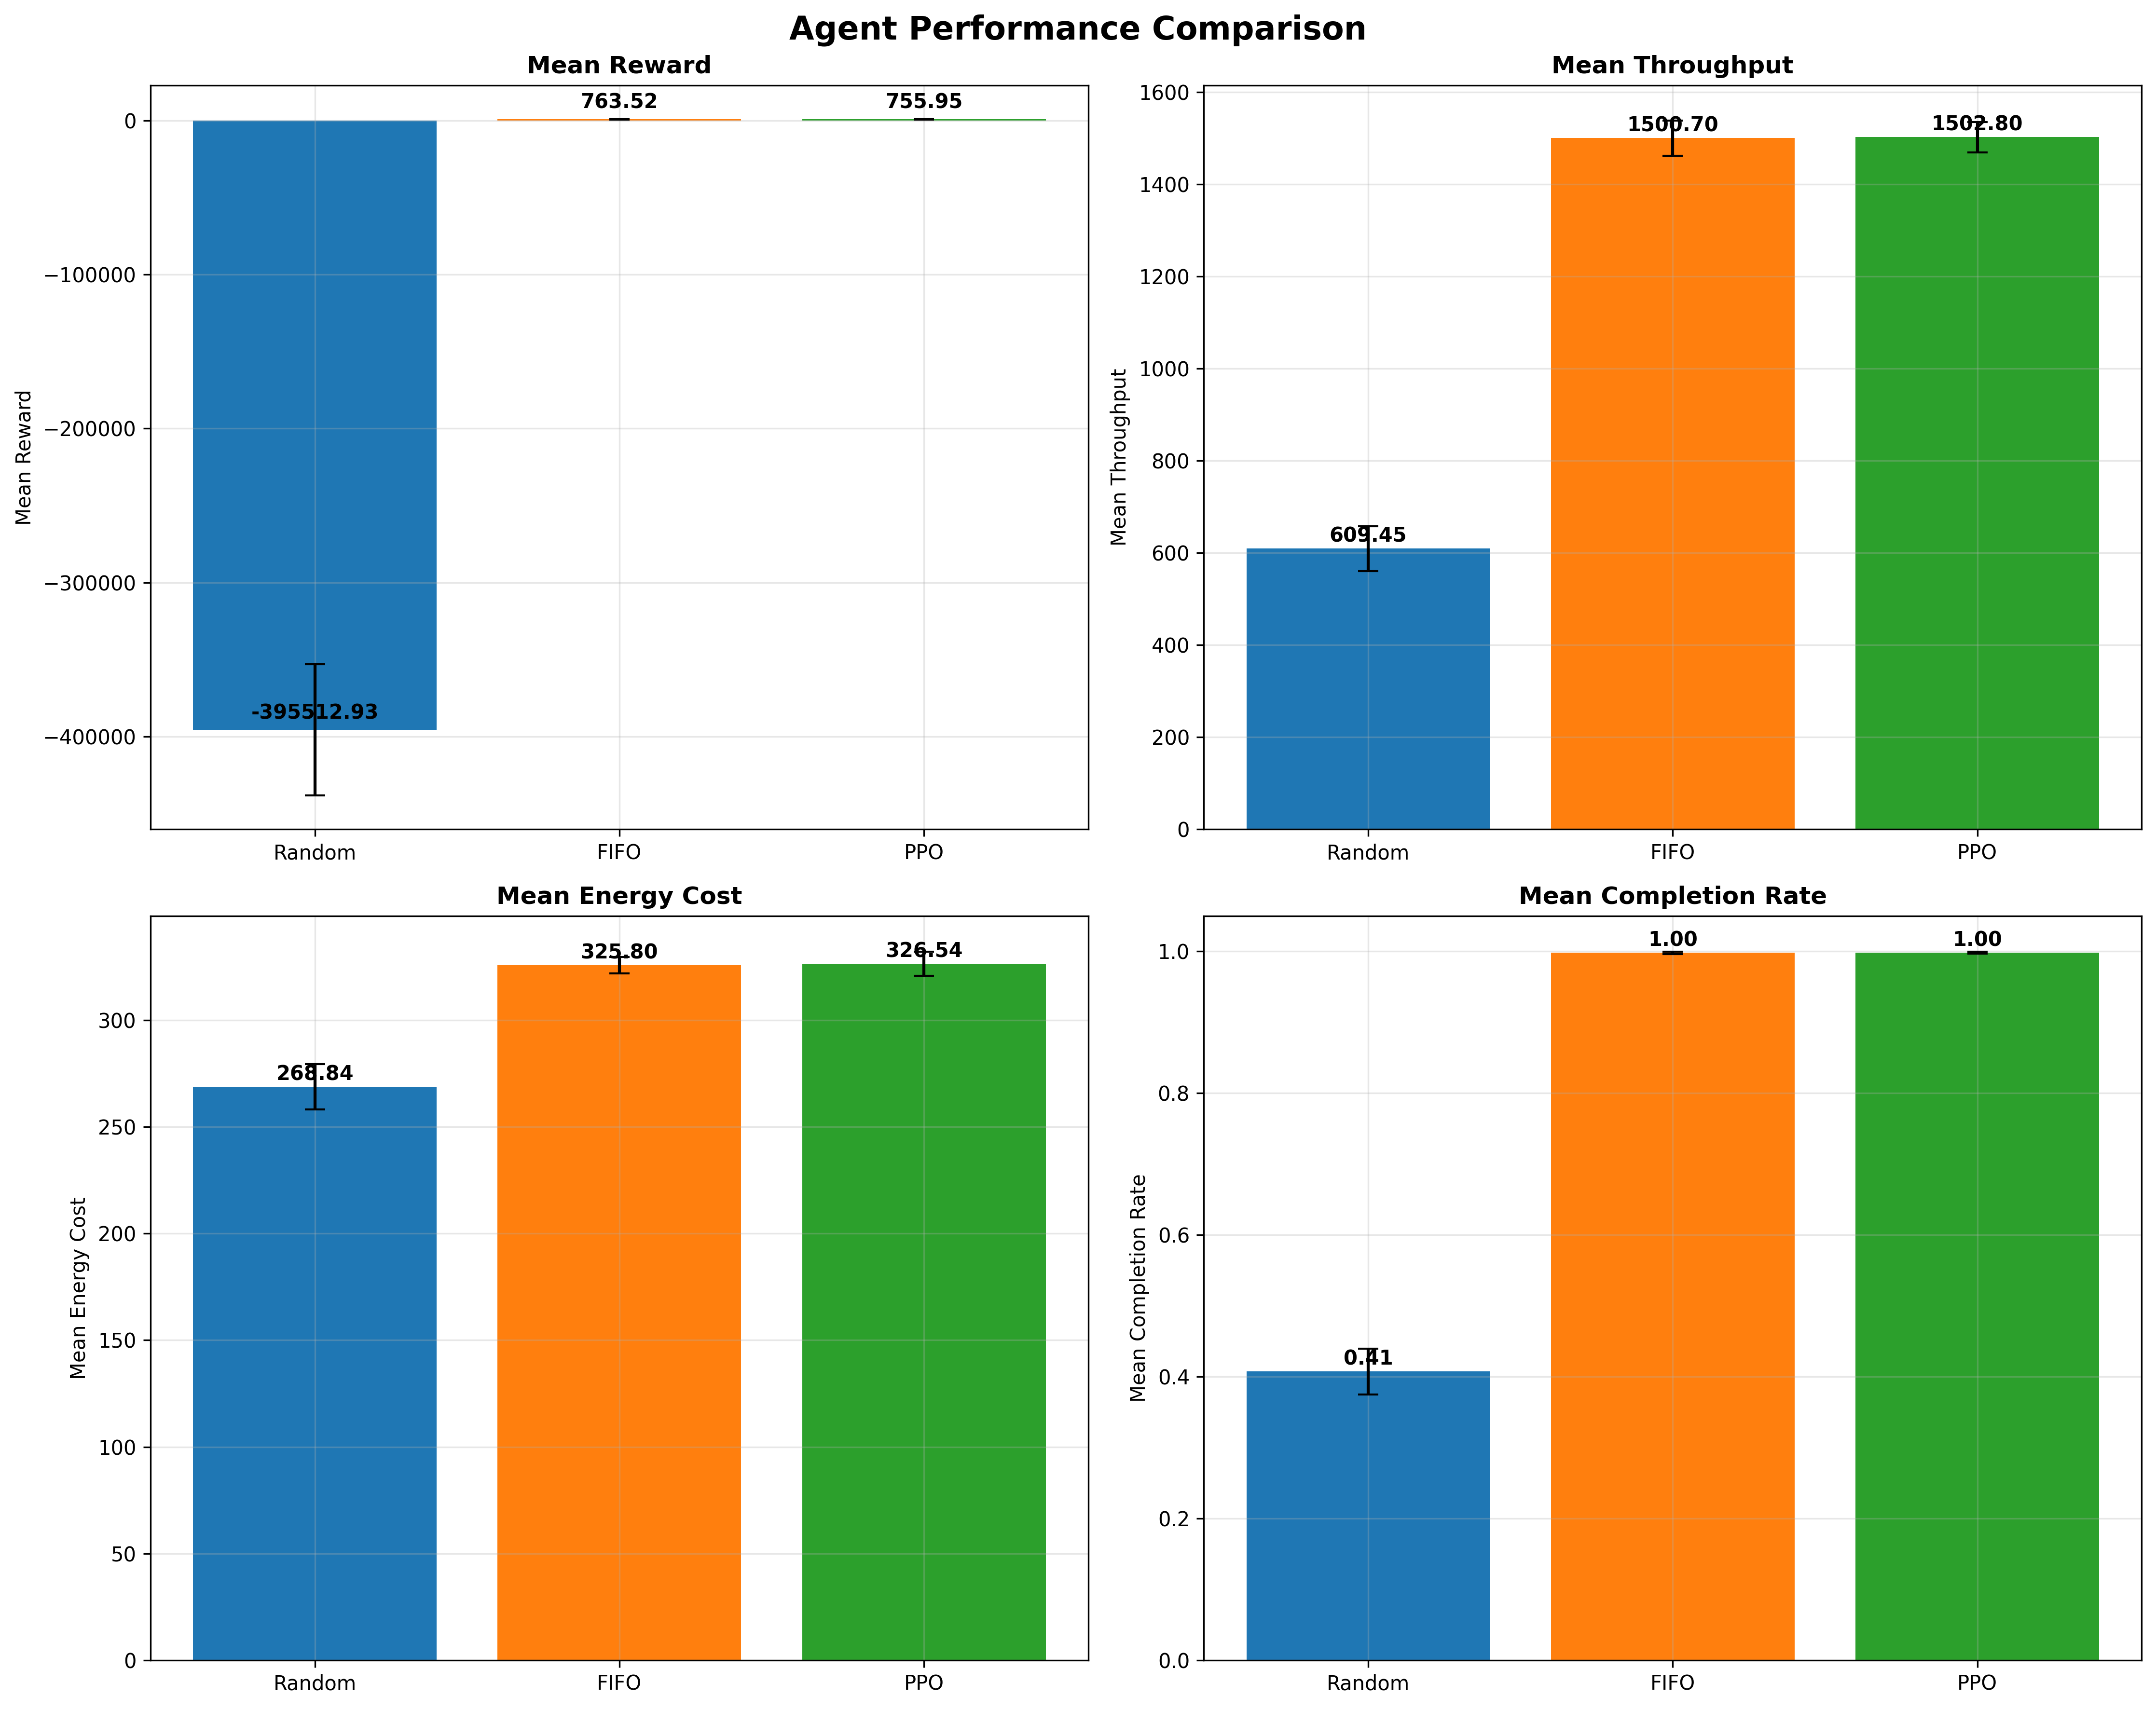 Agent Performance Comparison
Mean Reward
763.52
755.95
0
−100000
−200000
−300000
−400000
Mean Reward
-395512.93
Random
FIFO
PPO
Mean Throughput
1600
1400
1200
1000
800
600
400
200
0
Mean Throughput
609.45
1500.70
1502.80
Random
FIFO
PPO
Mean Energy Cost
300
250
200
150
100
50
0
Mean Energy Cost
268.84
325.80
326.54
Random
FIFO
PPO
Mean Completion Rate
1.0
0.8
0.6
0.4
0.2
0.0
Mean Completion Rate
0.41
1.00
1.00
Random
FIFO
PPO